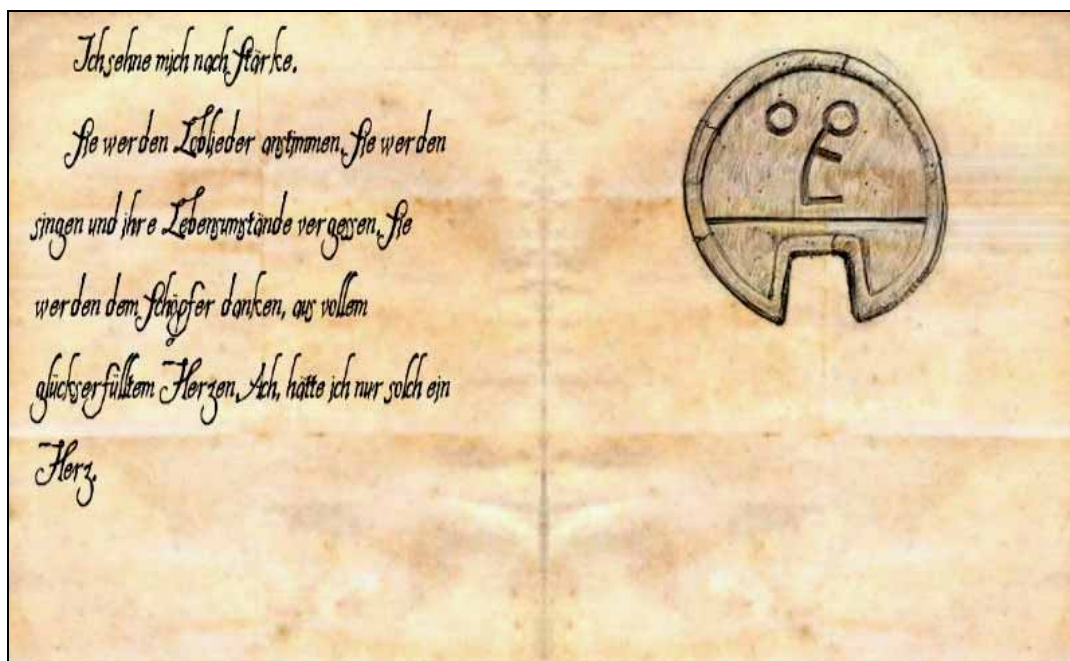 Ich sehne mich nach Stärke.
Sie werden Loblieder anstimmen. Sie werden
singen und ihre Lebensumstände vergessen. Sie
werden dem Schöpfer danken, aus vollem
glückserfülltem Herzen. Ach, hätte ich nur solch ein
Herz.